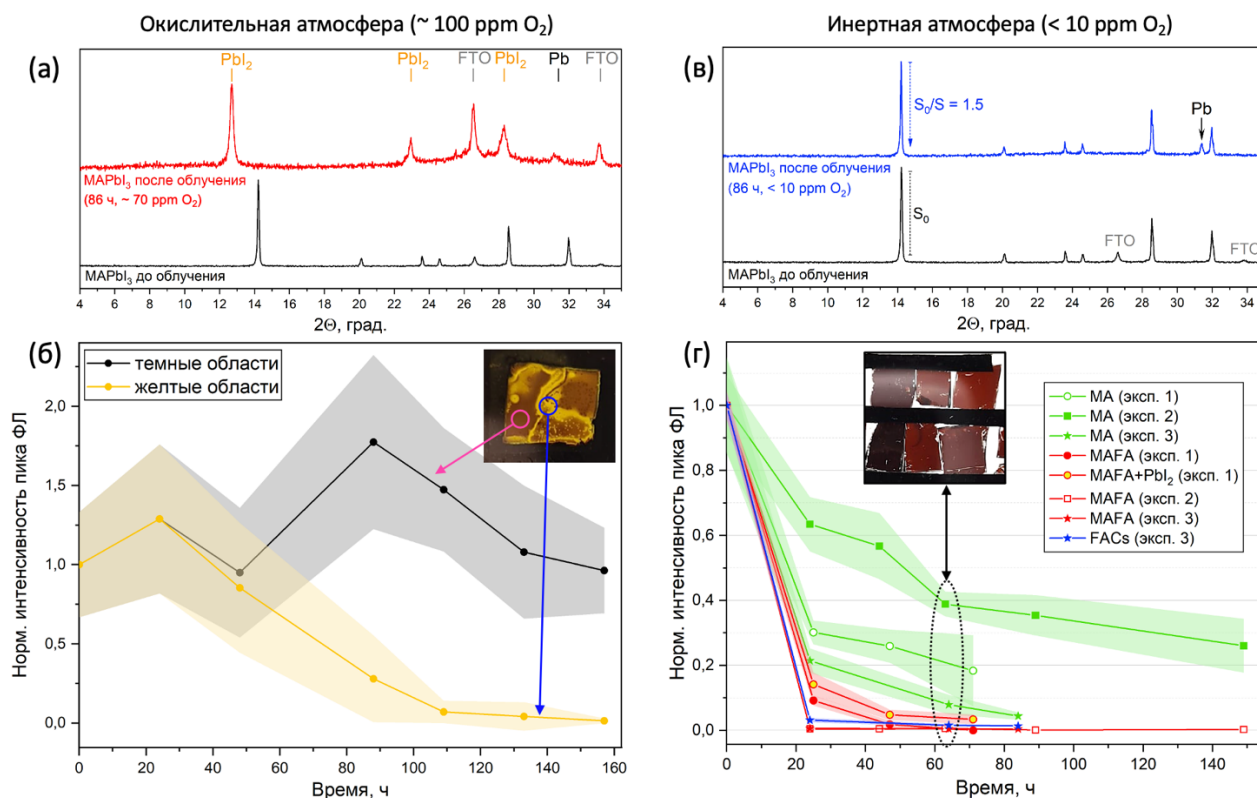 Окислительная атмосфера (~ 100 ppm O₂)
Инертная атмосфера (< 10 ppm O₂)
(а)
PbI₂
PbI₂
FTO
PbI₂
Pb
FTO
MAPbI₃ после облучения
(86 ч, ~ 70 ppm O₂)
MAPbI₃ до облучения
4 6 8 10 12 14 16 18 20 22 24 26 28 30 32 34
2Θ, град.
(в)
S₀/S = 1.5
Pb
MAPbI₃ после облучения
(86 ч, < 10 ppm O₂)
S₀
FTO
FTO
MAPbI₃ до облучения
4 6 8 10 12 14 16 18 20 22 24 26 28 30 32 34
2Θ, град.
(б)
темные области
желтые области
Норм. интенсивность пика ФЛ
2,0
1,5
1,0
0,5
0,0
0 20 40 60 80 100 120 140 160
Время, ч
(г)
MA (эксп. 1)
MA (эксп. 2)
MA (эксп. 3)
MAFA (эксп. 1)
MAFA+PbI₂ (эксп. 1)
MAFA (эксп. 2)
MAFA (эксп. 3)
FACs (эксп. 3)
Норм. интенсивность пика ФЛ
1,0
0,8
0,6
0,4
0,2
0,0
0 20 40 60 80 100 120 140
Время, ч